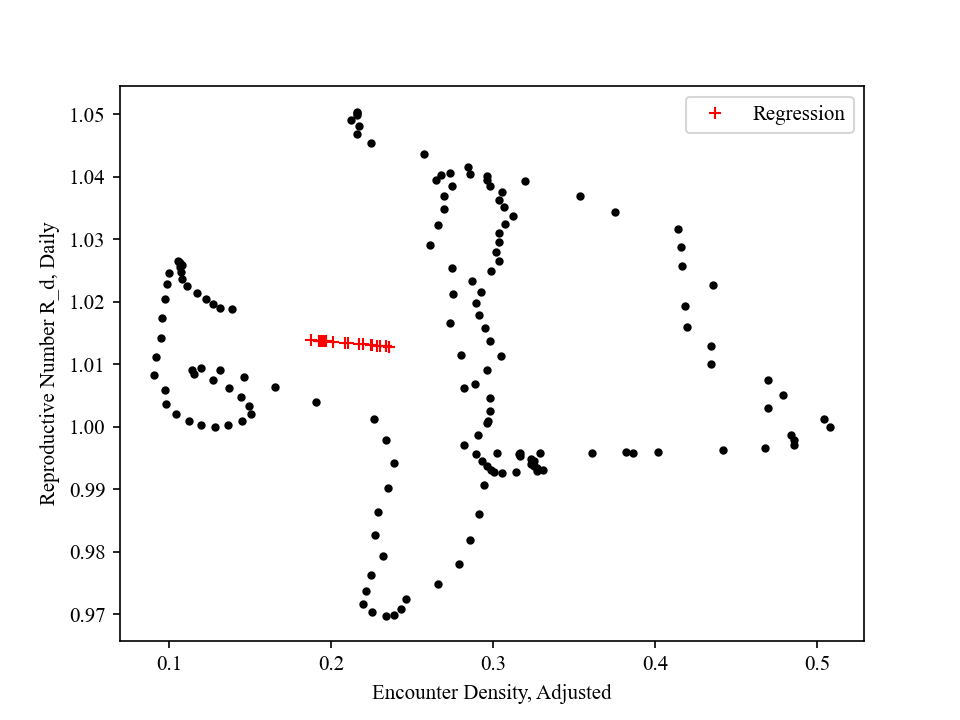 Regression
1.05
1.04
1.03
1.02
1.01
1.00
0.99
0.98
0.97
Reproductive Number R_d, Daily
0.1 0.2 0.3 0.4 0.5
Encounter Density, Adjusted